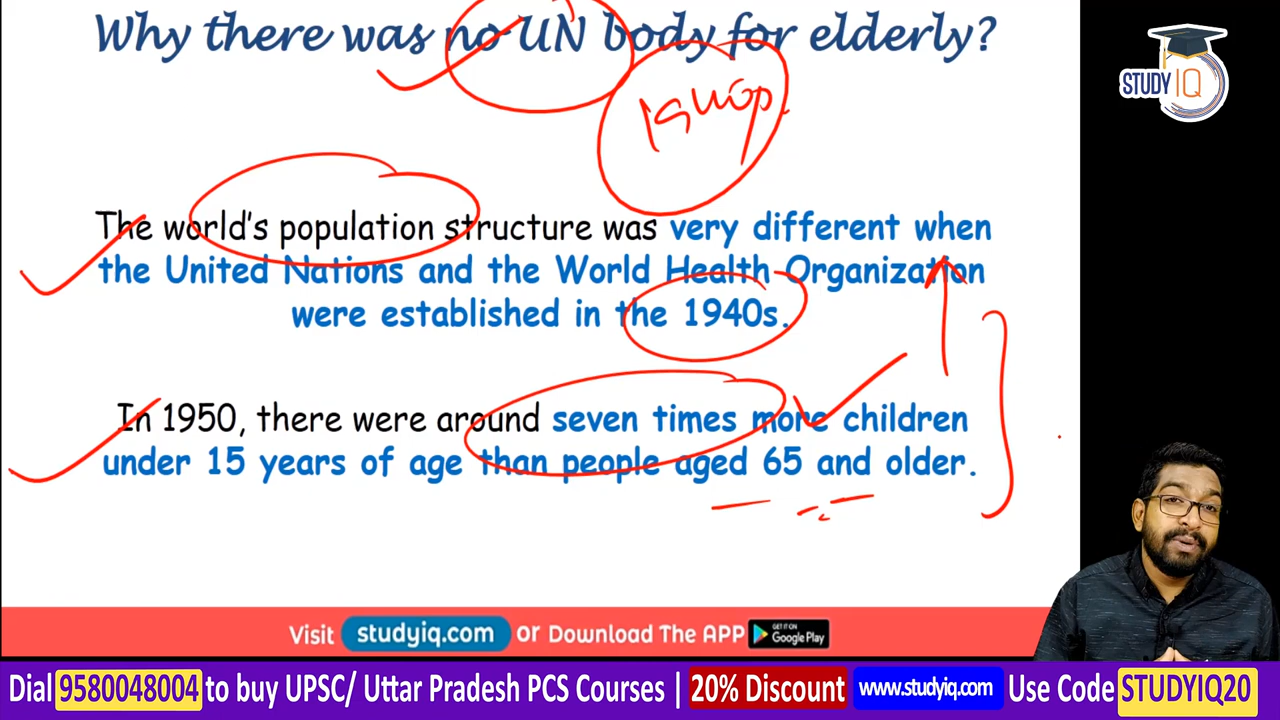 Why there was no UN body for elderly?
STUDY IQ
The world's population structure was very different when
the United Nations and the World Health Organization
were established in the 1940s.
In 1950, there were around seven times more children
under 15 years of age than people aged 65 and older.
Visit studyiq.com or Download The APP GET IT ON Google Play
Dial 9580048004 to buy UPSC/ Uttar Pradesh PCS Courses | 20% Discount www.studyiq.com Use Code STUDYIQ20